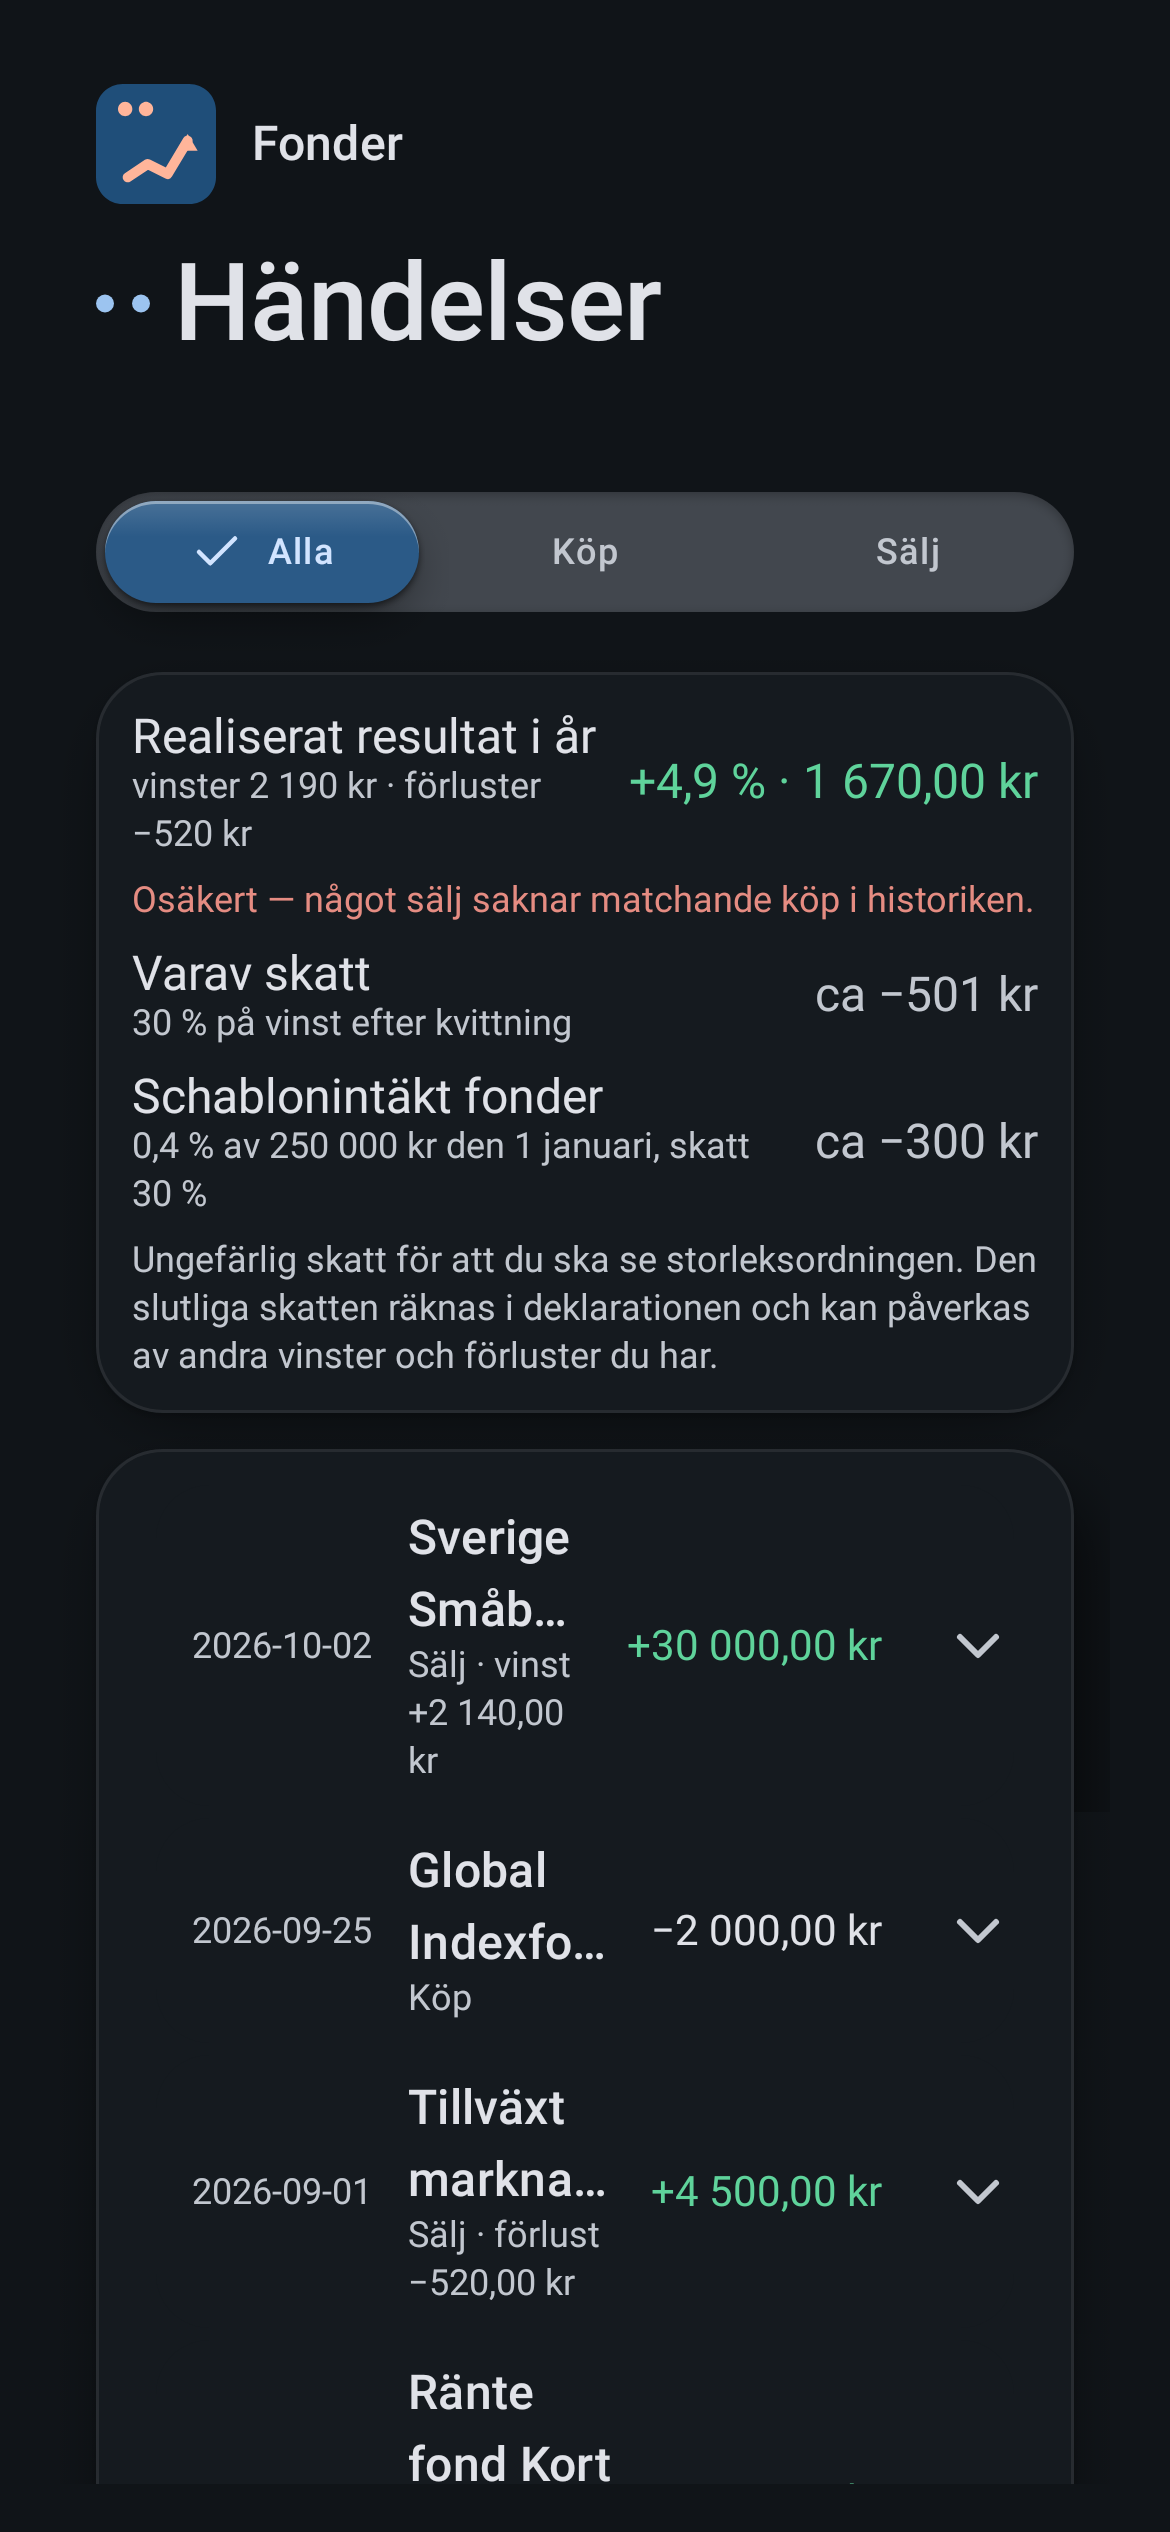 Fonder
Händelser
Alla
Köp
Sälj
Realiserat resultat i år
vinster 2 190 kr · förluster
−520 kr
+4,9 % · 1 670,00 kr
Osäkert — något sälj saknar matchande köp i historiken.
Varav skatt
30 % på vinst efter kvittning
ca −501 kr
Schablonintäkt fonder
0,4 % av 250 000 kr den 1 januari, skatt
30 %
ca −300 kr
Ungefärlig skatt för att du ska se storleksordningen. Den
slutliga skatten räknas i deklarationen och kan påverkas
av andra vinster och förluster du har.
2026-10-02
Sverige
Småb…
Sälj · vinst
+2 140,00
kr
+30 000,00 kr
2026-09-25
Global
Indexfo…
Köp
−2 000,00 kr
2026-09-01
Tillväxt
markna…
Sälj · förlust
−520,00 kr
+4 500,00 kr
Ränte
fond Kort